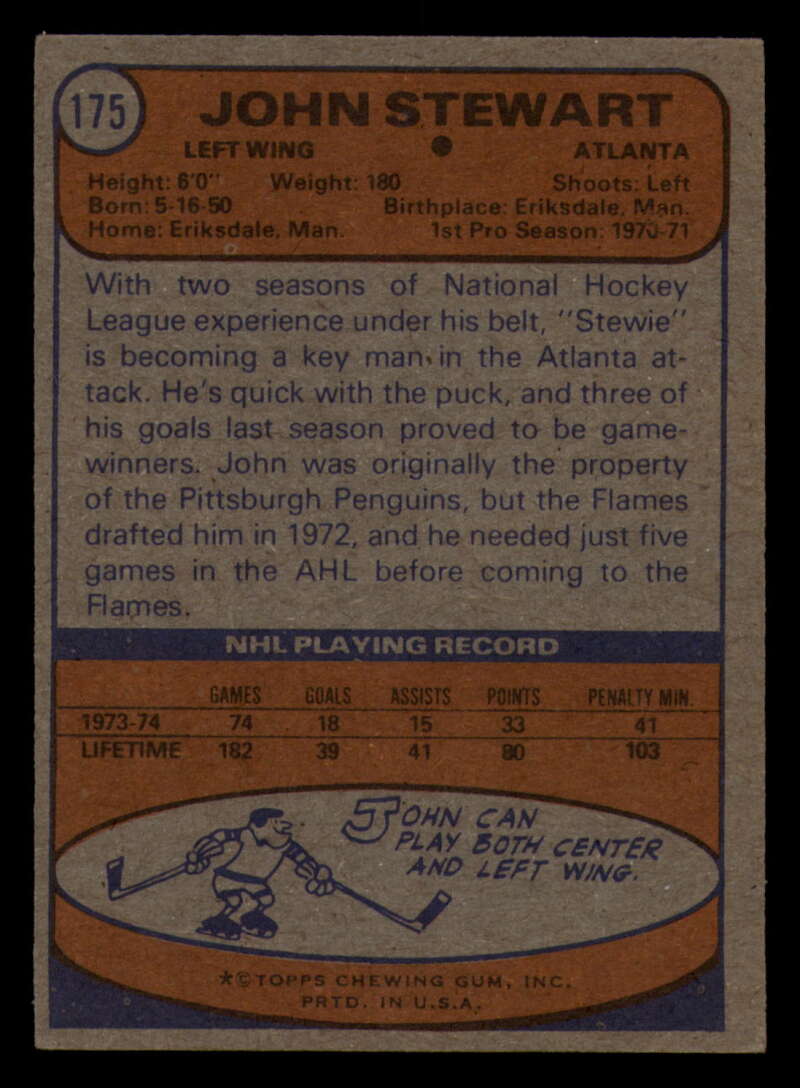 175
JOHN STEWART
LEFT WING • ATLANTA
Height: 6'0" Weight: 180 Shoots: Left
Born: 5-16-50 Birthplace: Eriksdale, Man.
Home: Eriksdale, Man. 1st Pro Season: 1970-71
With two seasons of National Hockey
League experience under his belt, "Stewie"
is becoming a key man in the Atlanta at-
tack. He's quick with the puck, and three of
his goals last season proved to be game-
winners. John was originally the property
of the Pittsburgh Penguins, but the Flames
drafted him in 1972, and he needed just five
games in the AHL before coming to the
Flames.
NHL PLAYING RECORD
GAMES GOALS ASSISTS POINTS PENALTY MIN.
1973-74 74 18 15 33 41
LIFETIME 182 39 41 80 103
JOHN CAN
PLAY BOTH CENTER
AND LEFT WING.
*©TOPPS CHEWING GUM, INC.
PRTD. IN U.S.A.